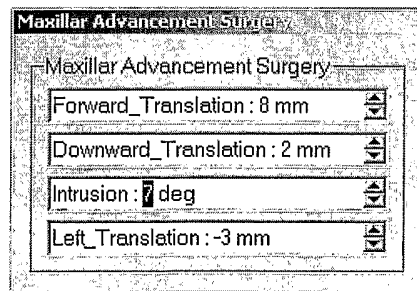 Maxillar Advancement Surgery
Maxillar Advancement Surgery
Forward_Translation : 8 mm
Downward_Translation : 2 mm
Intrusion : 7 deg
Left_Translation : -3 mm